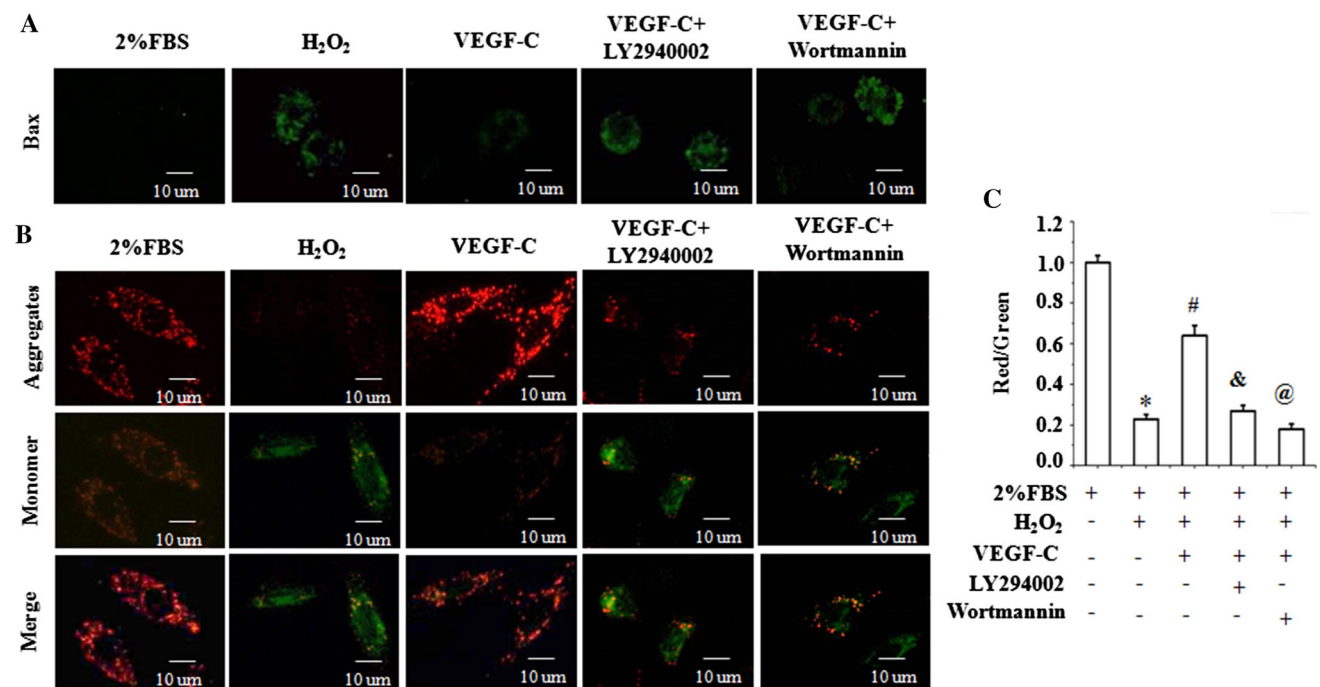 A
2%FBS
H₂O₂
VEGF-C
VEGF-C+
LY2940002
VEGF-C+
Wortmannin
Bax
10 um
10 um
10 um
10 um
10 um
B
2%FBS
H₂O₂
VEGF-C
VEGF-C+
LY2940002
VEGF-C+
Wortmannin
Aggregates
10 um
10 um
10 um
10 um
10 um
Monomer
10 um
10 um
10 um
10 um
10 um
Merge
10 um
10 um
10 um
10 um
10 um
C
Red/Green
1.2
1.0
0.8
0.6
0.4
0.2
0.0
*
#
&
@
2%FBS + + + + +
H₂O₂ - + + + +
VEGF-C - - + + +
LY294002 - - - + -
Wortmannin - - - - +